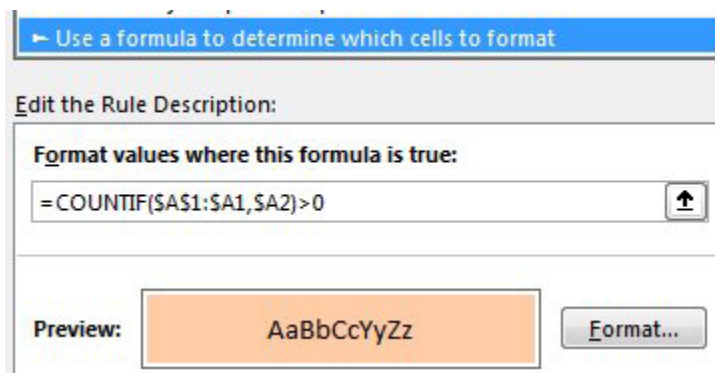 ► Use a formula to determine which cells to format
Edit the Rule Description:
Format values where this formula is true:
=COUNTIF($A$1:$A1,$A2)>0
Preview:
AaBbCcYyZz
Format...